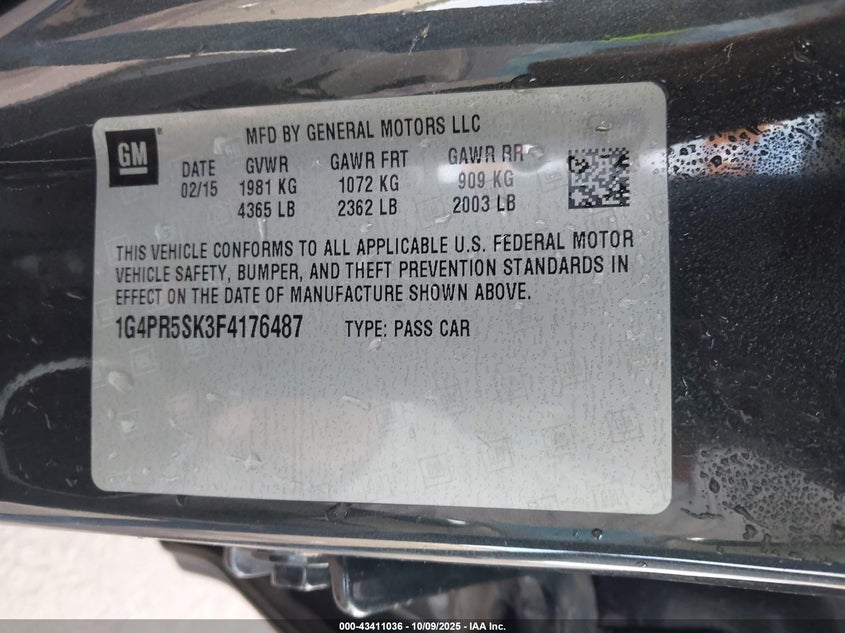 GM
MFD BY GENERAL MOTORS LLC
DATE GVWR GAWR FRT GAWR RR
02/15 1981 KG 1072 KG 909 KG
4365 LB 2362 LB 2003 LB
THIS VEHICLE CONFORMS TO ALL APPLICABLE U.S. FEDERAL MOTOR
VEHICLE SAFETY, BUMPER, AND THEFT PREVENTION STANDARDS IN
EFFECT ON THE DATE OF MANUFACTURE SHOWN ABOVE.
1G4PR5SK3F4176487 TYPE: PASS CAR
000-43411036 - 10/09/2025 - IAA Inc.